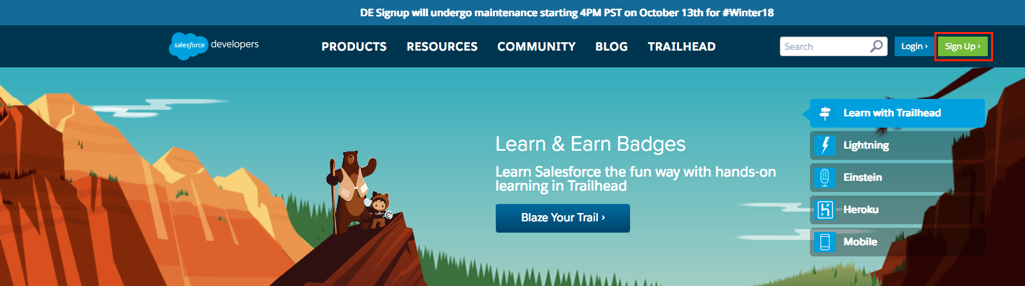 DE Signup will undergo maintenance starting 4PM PST on October 13th for #Winter18
salesforce developers
PRODUCTS RESOURCES COMMUNITY BLOG TRAILHEAD
Search
Login ›
Sign Up ›
Learn & Earn Badges
Learn Salesforce the fun way with hands-on
learning in Trailhead
Blaze Your Trail ›
Learn with Trailhead
Lightning
Einstein
Heroku
Mobile